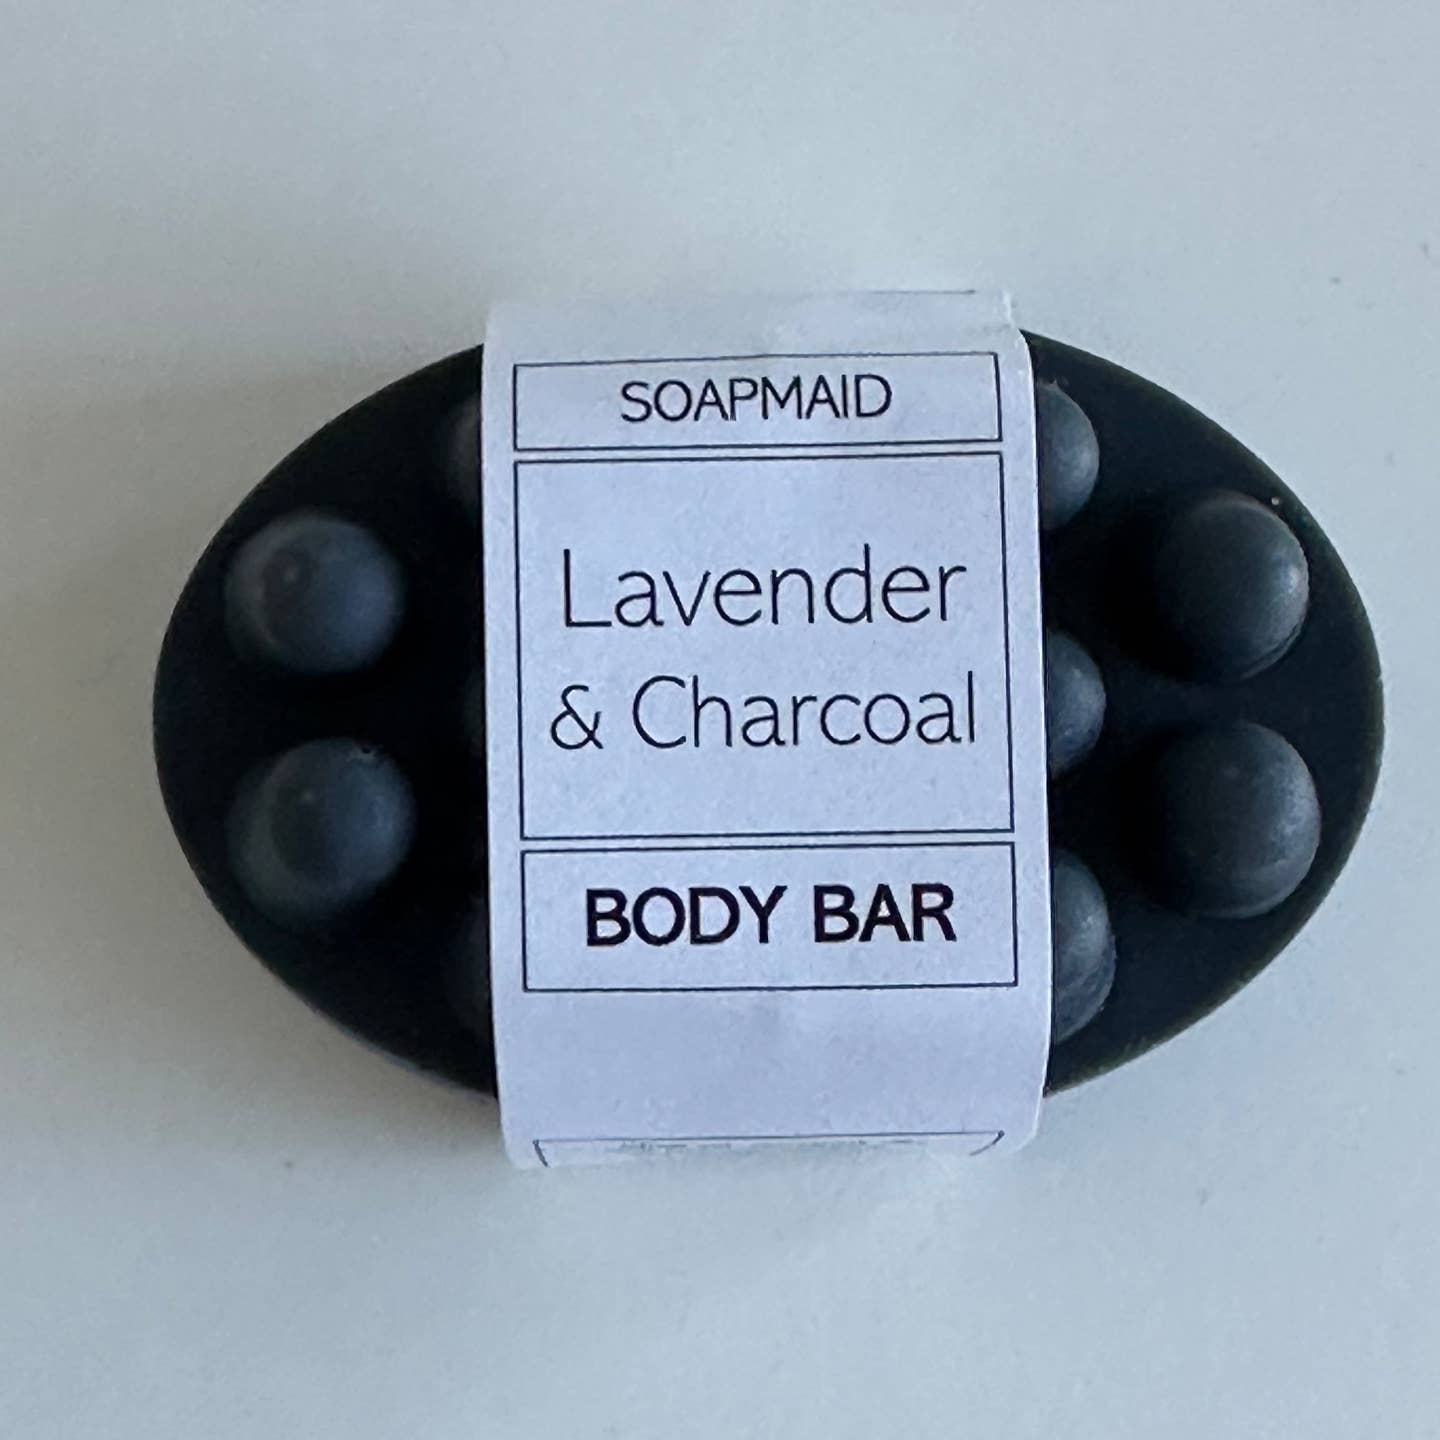 SOAPMAID
Lavender
& Charcoal
BODY BAR